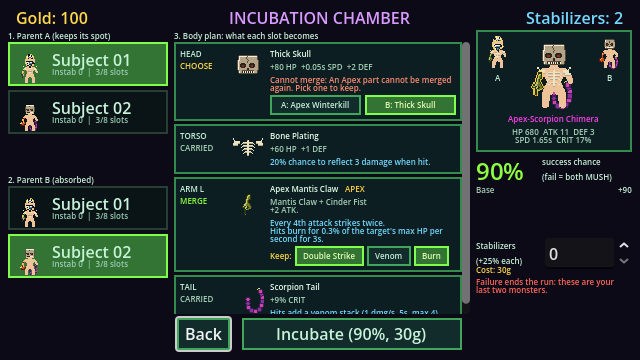 Gold: 100
INCUBATION CHAMBER
Stabilizers: 2
1. Parent A (keeps its spot)
Subject 01
Instab 0 | 3/8 slots
Subject 02
Instab 0 | 3/8 slots
2. Parent B (absorbed)
Subject 01
Instab 0 | 3/8 slots
Subject 02
Instab 0 | 3/8 slots
3. Body plan: what each slot becomes
HEAD
CHOOSE
Thick Skull
+80 HP +0.05s SPD +2 DEF
Cannot merge: An Apex part cannot be merged
again. Pick one to keep.
A: Apex Winterkill
B: Thick Skull
TORSO
CARRIED
Bone Plating
+60 HP +1 DEF
20% chance to reflect 3 damage when hit.
ARM L
MERGE
Apex Mantis Claw APEX
Mantis Claw + Cinder Fist
+2 ATK.
Every 4th attack strikes twice.
Hits burn for 0.3% of the target's max HP per
second for 3s.
Keep:
Double Strike
Venom
Burn
TAIL
CARRIED
Scorpion Tail
+9% CRIT
Hits add a venom stack (1 dmg/s, 5s, max 4)
Back
Incubate (90%, 30g)
A
B
Apex-Scorpion Chimera
HP 680 ATK 11 DEF 3
SPD 1.65s CRIT 17%
90%
success chance
(fail = both MUSH)
Base
+90
Stabilizers
(+25% each)
Cost: 30g
0
Failure ends the run: these are your
last two monsters.